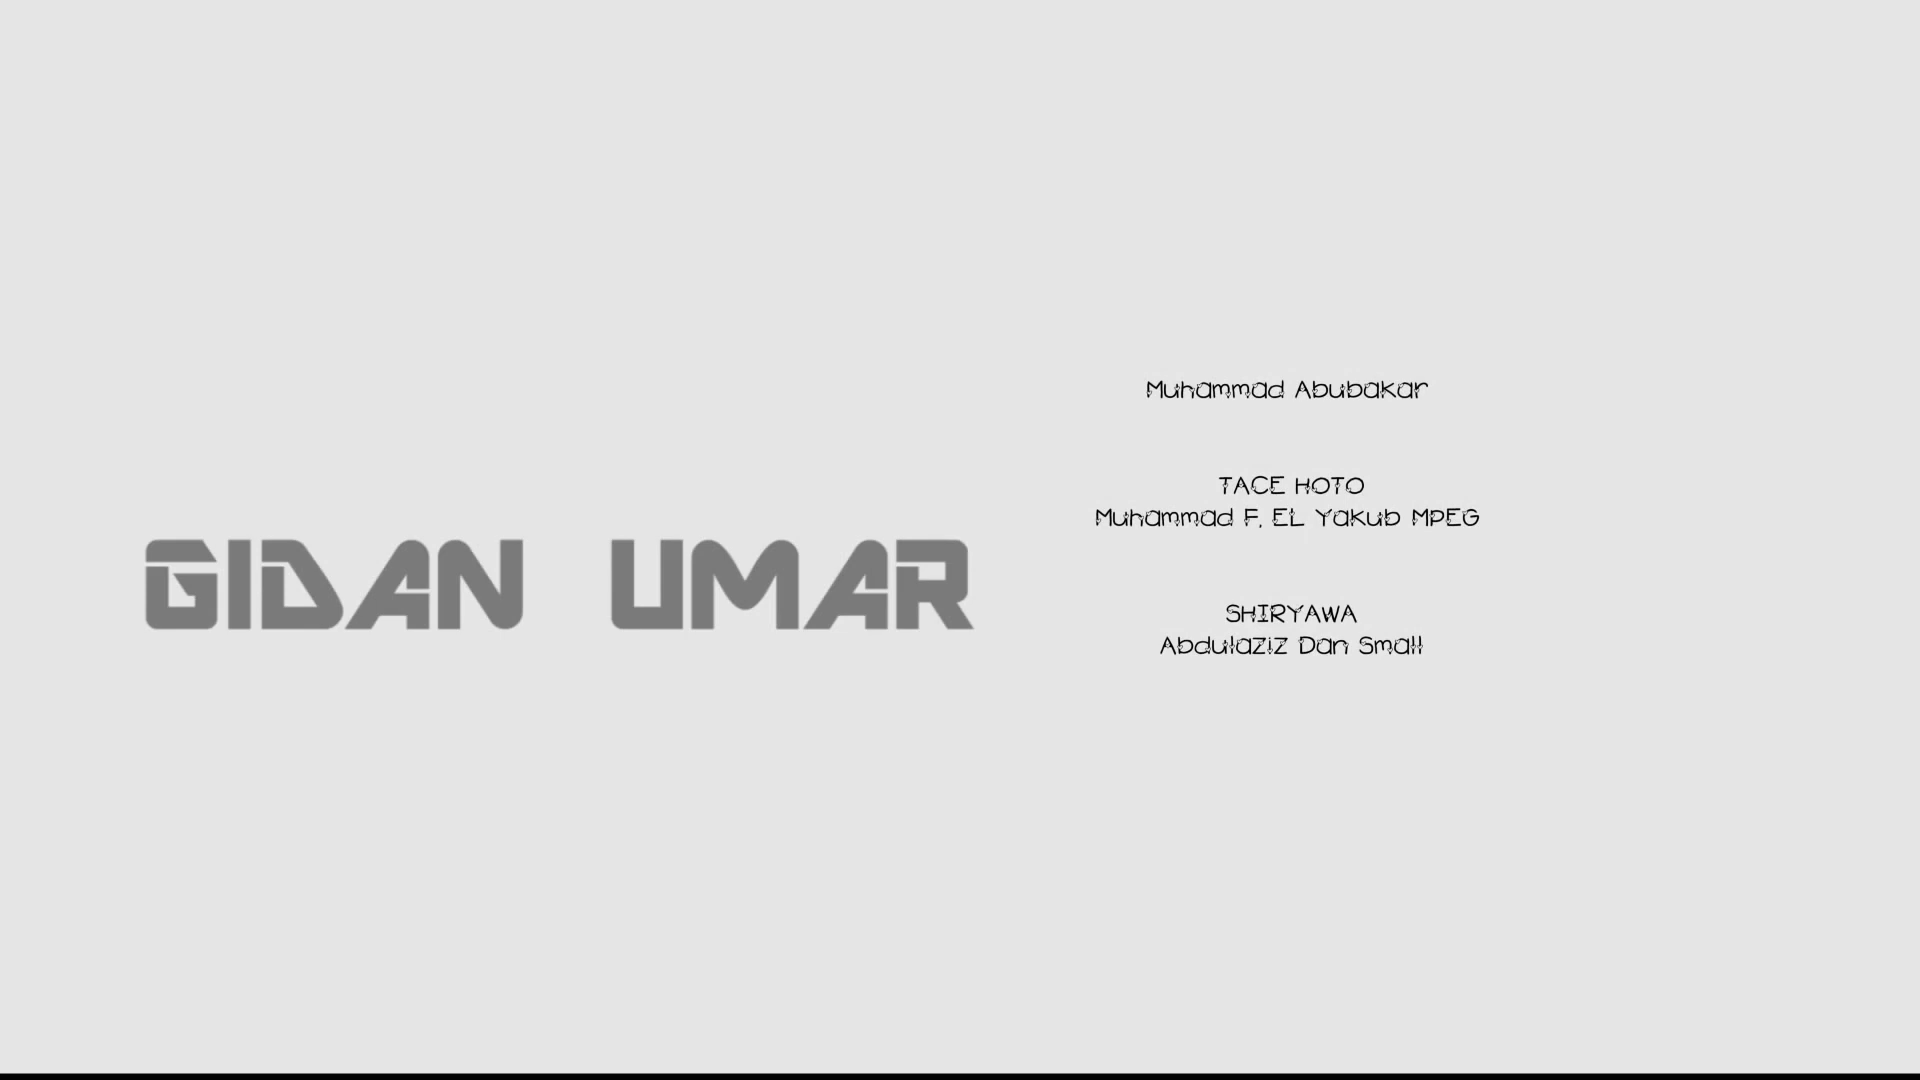 GIDAN UMAR
Muhammad Abubakar
TACE HOTO
Muhammad F. EL Yakub MPEG
SHIRYAWA
Abdulaziz Dan Small